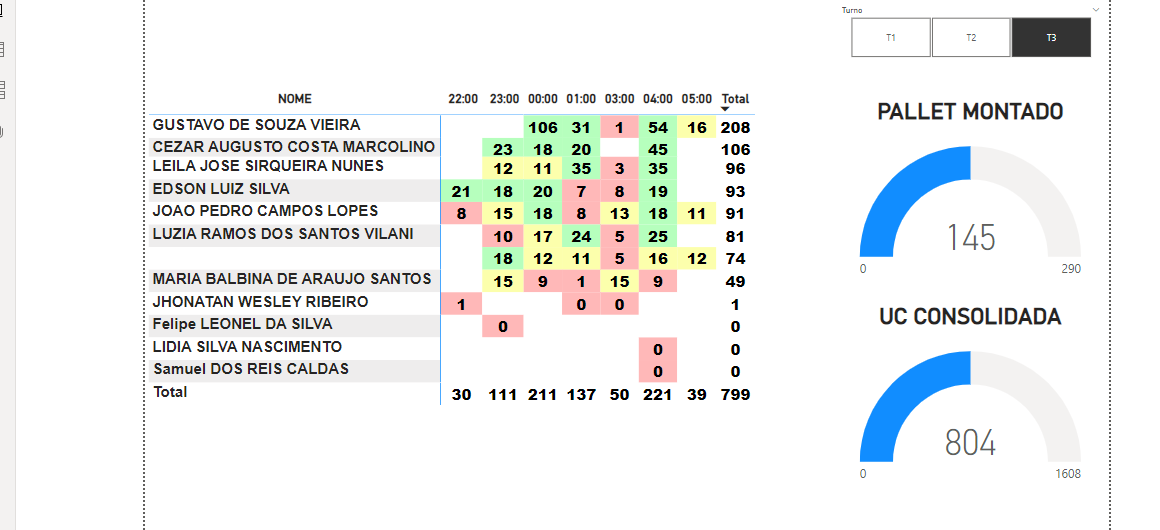 Turno
T1 T2 T3
NOME 22:00 23:00 00:00 01:00 03:00 04:00 05:00 Total
GUSTAVO DE SOUZA VIEIRA 106 31 1 54 16 208
CEZAR AUGUSTO COSTA MARCOLINO 23 18 20 45 106
LEILA JOSE SIRQUEIRA NUNES 12 11 35 3 35 96
EDSON LUIZ SILVA 21 18 20 7 8 19 93
JOAO PEDRO CAMPOS LOPES 8 15 18 8 13 18 11 91
LUZIA RAMOS DOS SANTOS VILANI 10 17 24 5 25 81
18 12 11 5 16 12 74
MARIA BALBINA DE ARAUJO SANTOS 15 9 1 15 9 49
JHONATAN WESLEY RIBEIRO 1 0 0 1
Felipe LEONEL DA SILVA 0 0
LIDIA SILVA NASCIMENTO 0 0
Samuel DOS REIS CALDAS 0 0
Total 30 111 211 137 50 221 39 799
PALLET MONTADO
145
0 290
UC CONSOLIDADA
804
0 1608